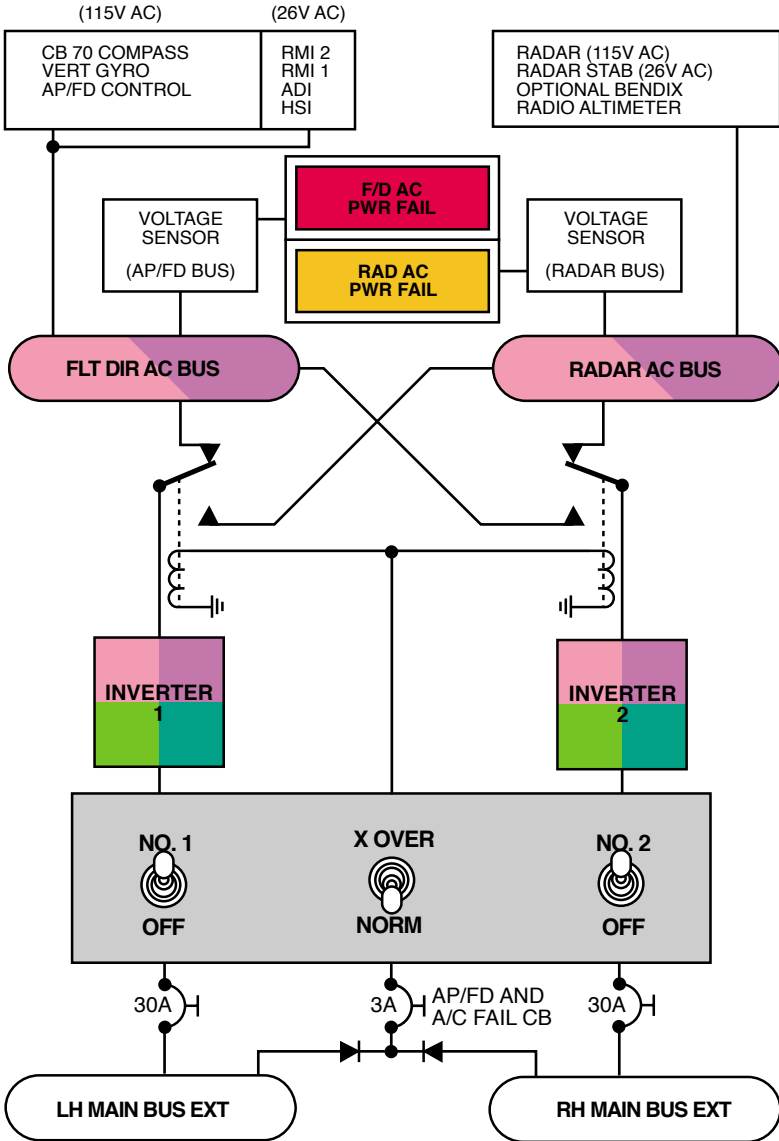 (115V AC)
(26V AC)
CB 70 COMPASS
VERT GYRO
AP/FD CONTROL
RMI 2
RMI 1
ADI
HSI
RADAR (115V AC)
RADAR STAB (26V AC)
OPTIONAL BENDIX
RADIO ALTIMETER
VOLTAGE
SENSOR
(AP/FD BUS)
F/D AC
PWR FAIL
RAD AC
PWR FAIL
VOLTAGE
SENSOR
(RADAR BUS)
FLT DIR AC BUS
RADAR AC BUS
INVERTER
1
INVERTER
2
NO. 1
OFF
X OVER
NORM
NO. 2
OFF
30A
3A
AP/FD AND
A/C FAIL CB
30A
LH MAIN BUS EXT
RH MAIN BUS EXT